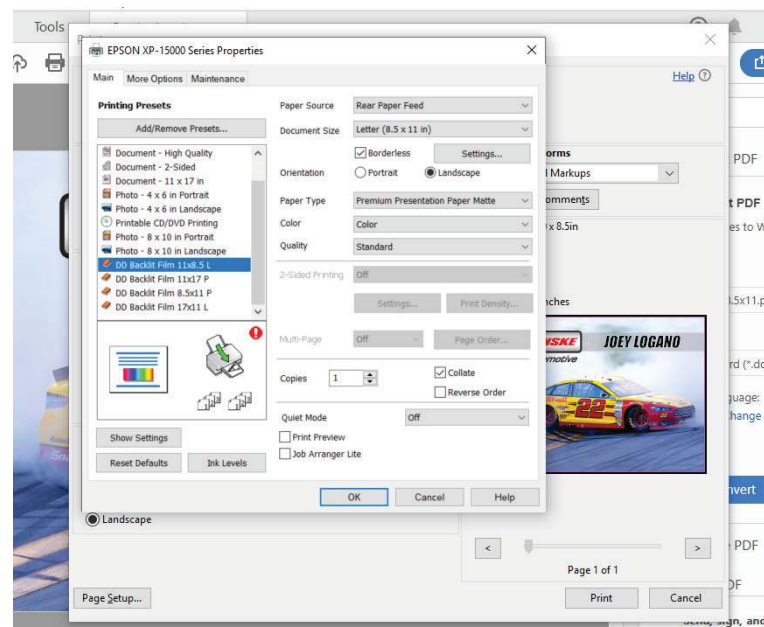 Tools
EPSON XP-15000 Series Properties
Main More Options Maintenance
Help
Printing Presets
Add/Remove Presets...
Document - High Quality
Document - 2-Sided
Document - 11 x 17 in
Photo - 4 x 6 in Portrait
Photo - 4 x 6 in Landscape
Printable CD/DVD Printing
Photo - 8 x 10 in Portrait
Photo - 8 x 10 in Landscape
DD Backlit Film 11x8.5 L
DD Backlit Film 11x17 P
DD Backlit Film 8.5x11 P
DD Backlit Film 17x11 L
Show Settings
Reset Defaults Ink Levels
Paper Source Rear Paper Feed
Document Size Letter (8.5 x 11 in)
Borderless Settings...
Orientation Portrait Landscape
Paper Type Premium Presentation Paper Matte
Color Color
Quality Standard
2-Sided Printing Off
Settings... Print Density...
Multi-Page Off Page Order...
Copies 1 Collate
Reverse Order
Quiet Mode Off
Print Preview
Job Arranger Lite
OK Cancel Help
orms
Markups
omments
x 8.5in
nches
NSKE JOEY LOGANO
motive
Shell
22
Landscape
< >
Page 1 of 1
Page Setup... Print Cancel
PDF
t PDF
es to W
.5x11.p
rd (*.do
guage:
hange
nvert
PDF
DF
Send, sign, and